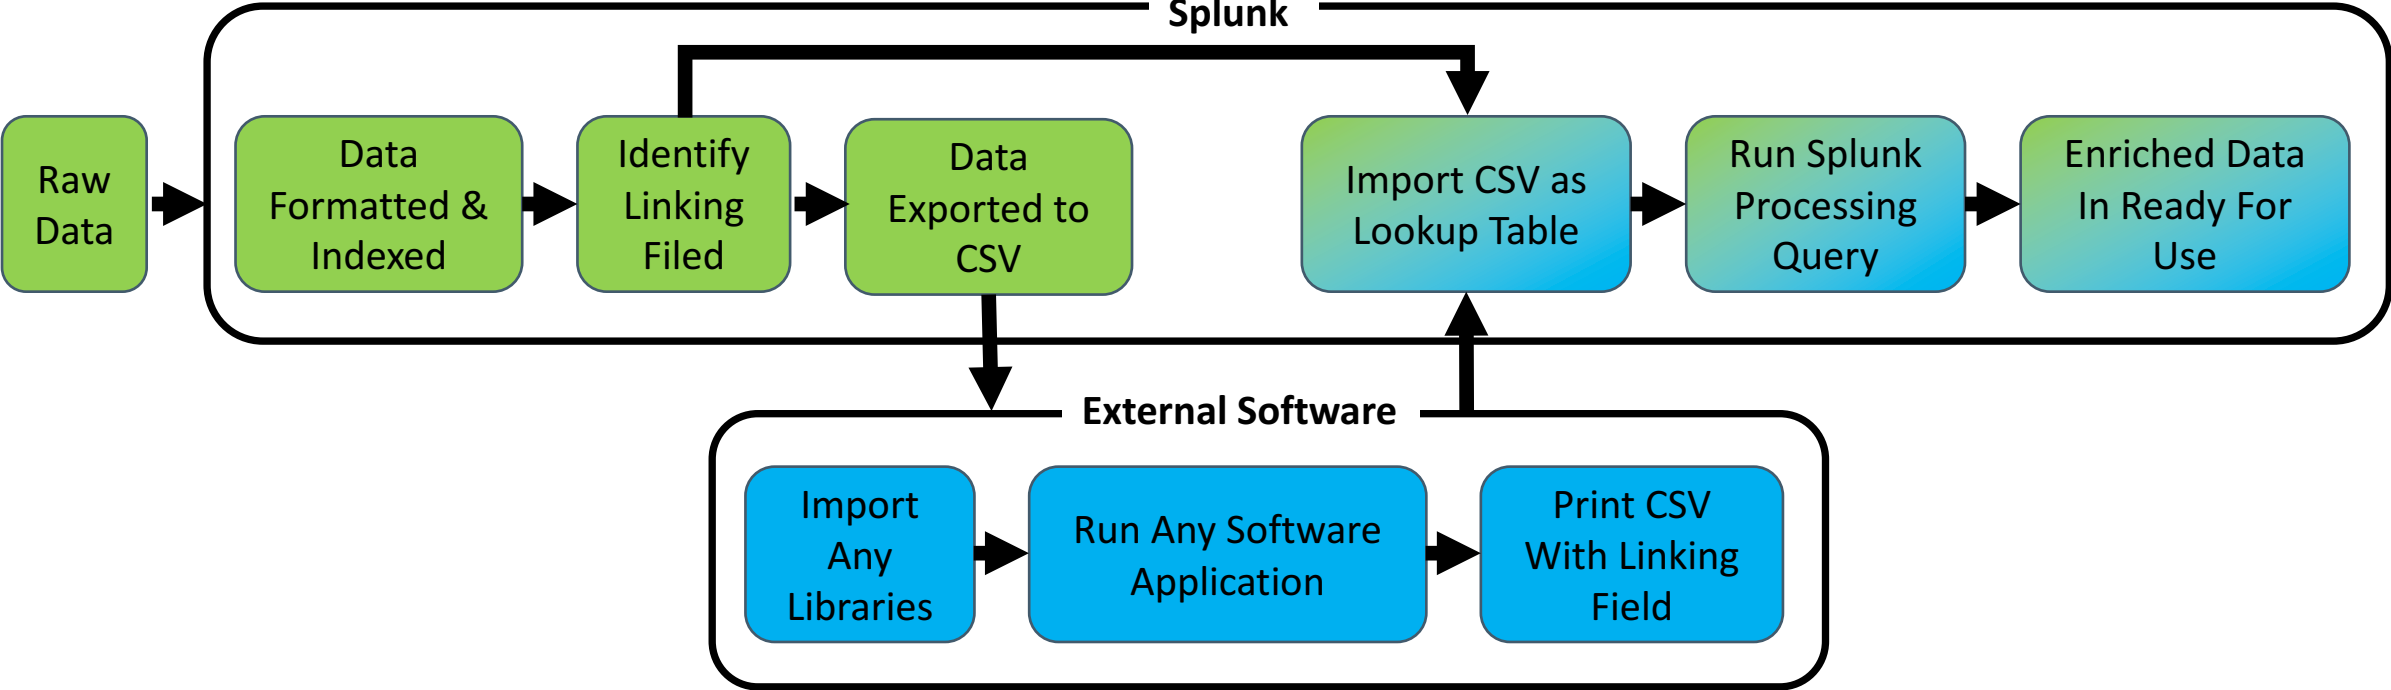 Splunk
Raw
Data
Data
Formatted &
Indexed
Identify
Linking
Filed
Data
Exported to
CSV
Import CSV as
Lookup Table
Run Splunk
Processing
Query
Enriched Data
In Ready For
Use
External Software
Import
Any
Libraries
Run Any Software
Application
Print CSV
With Linking
Field